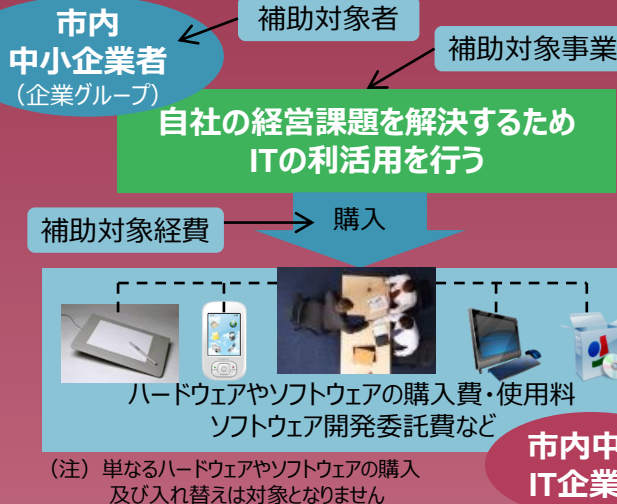 市内
中小企業者
（企業グループ）
補助対象者
補助対象事業
自社の経営課題を解決するため
ITの利活用を行う
補助対象経費
購入
ハードウェアやソフトウェアの購入費・使用料
ソフトウェア開発委託費など
市内中
IT企業
（注）単なるハードウェアやソフトウェアの購入
及び入れ替えは対象となりません